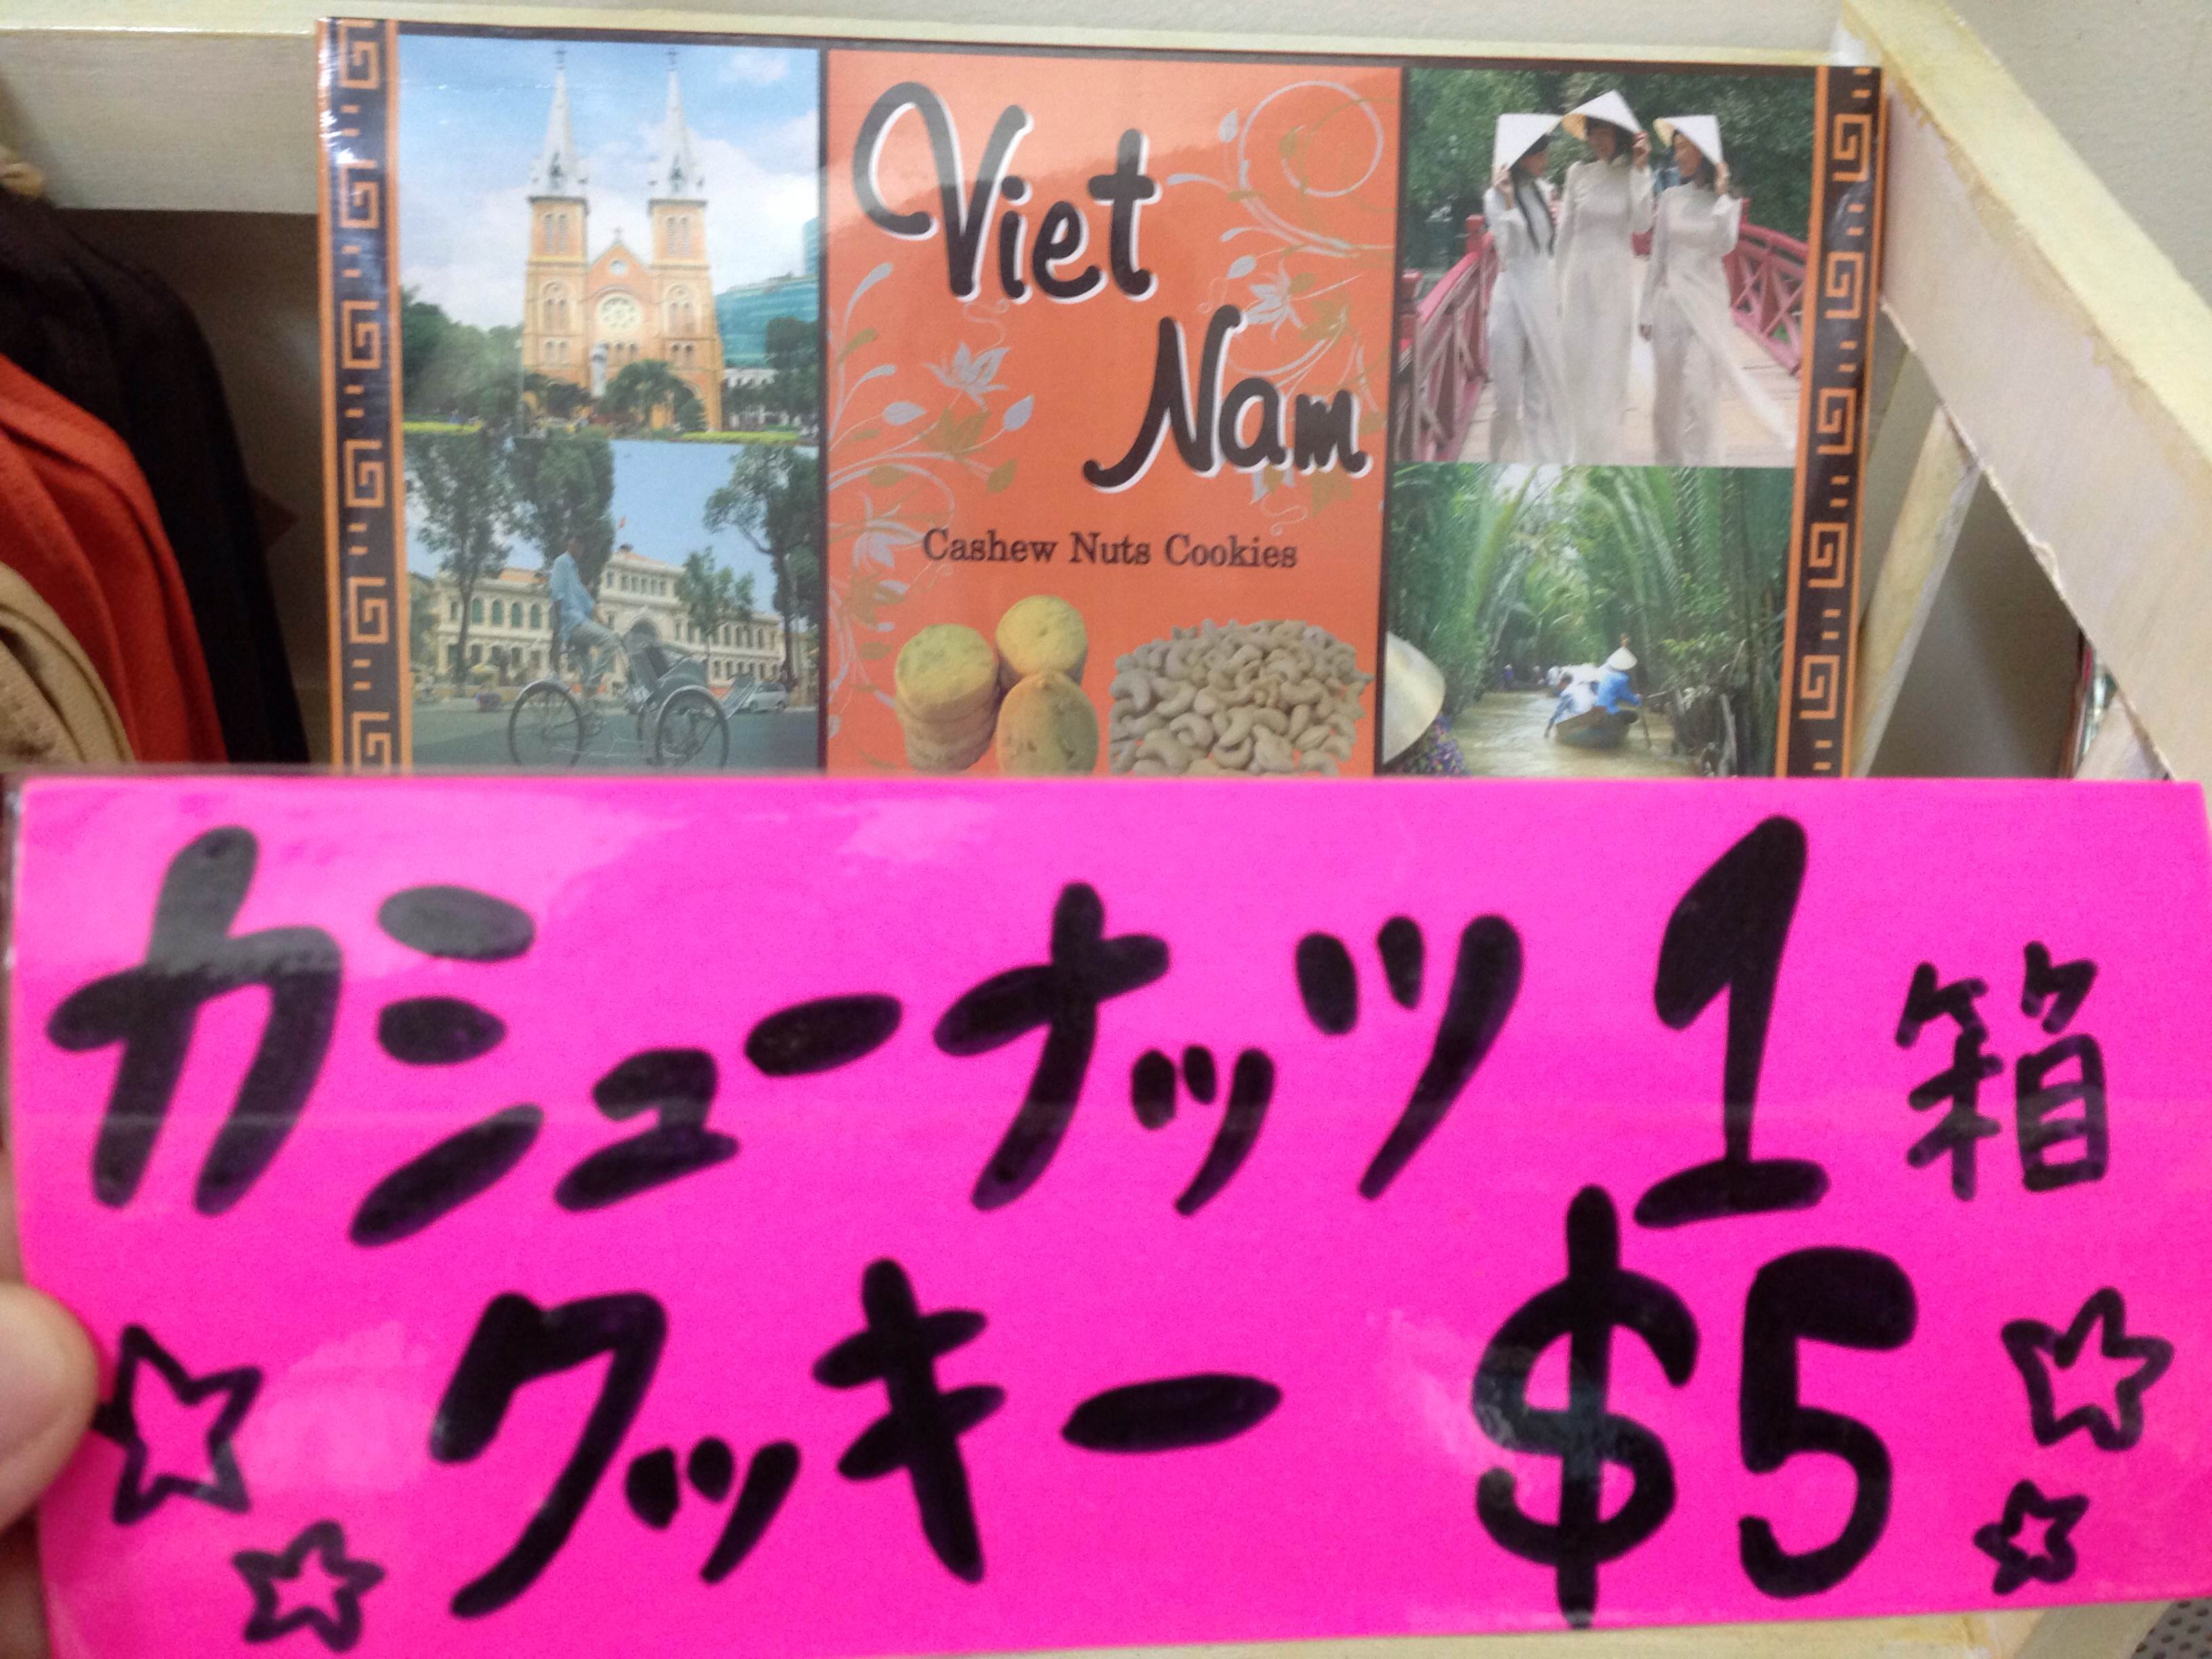 Viet
Nam
Cashew Nuts Cookies
カシューナッツ 1箱
クッキー $5